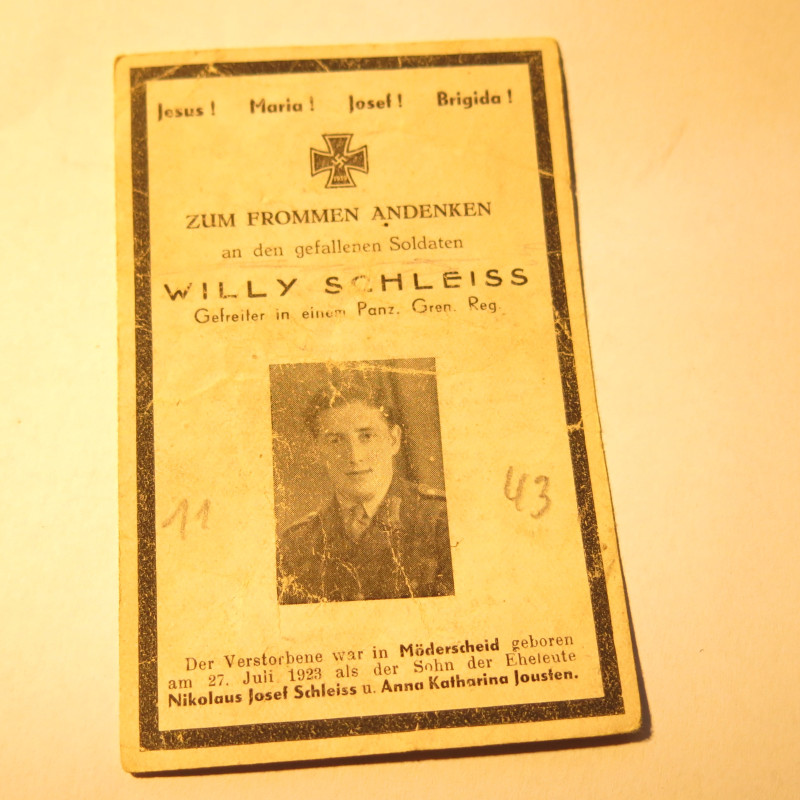 Jesus! Maria! Josef! Brigida!
ZUM FROMMEN ANDENKEN
an den gefallenen Soldaten
WILLY SCHLEISS
Gefreiter in einem Panz. Gren. Reg.
11 43
Der Verstorbene war in Möderscheid geboren
am 27. Juli 1923 als der Sohn der Eheleute
Nikolaus Josef Schleiss u. Anna Katharina Jousten.